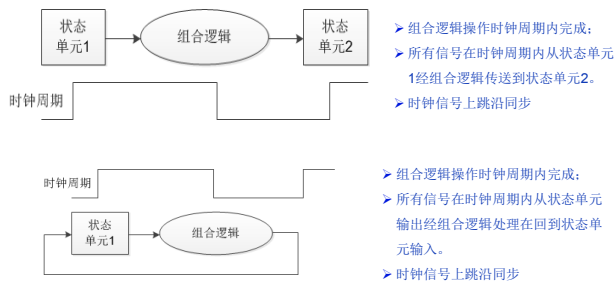 状态
单元1
组合逻辑
状态
单元2
时钟周期
➢ 组合逻辑操作时钟周期内完成；
➢ 所有信号在时钟周期内从状态单元
1经组合逻辑传送到状态单元2。
➢ 时钟信号上跳沿同步
时钟周期
状态
单元1
组合逻辑
➢ 组合逻辑操作时钟周期内完成；
➢ 所有信号在时钟周期内从状态单元
输出经组合逻辑处理在回到状态单
元输入。
➢ 时钟信号上跳沿同步